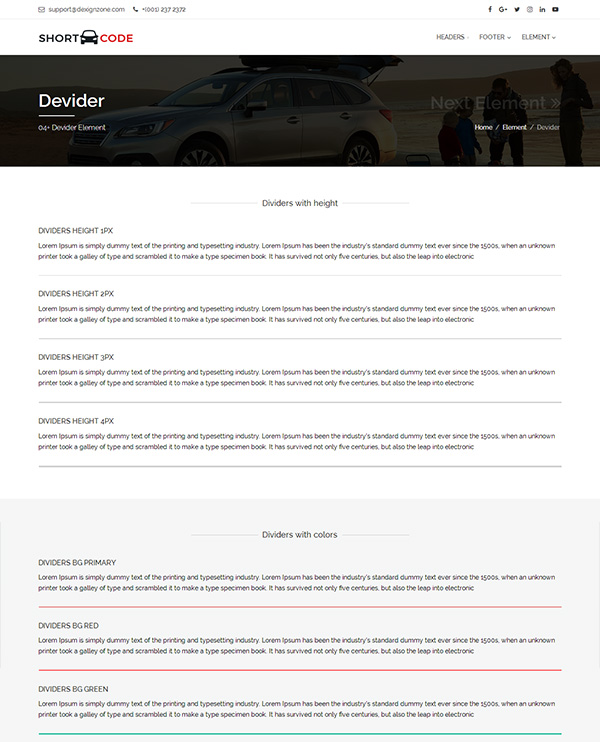 support@dexignzone.com +(001) 237 2372
SHORT CODE
HEADERS FOOTER ELEMENT
Devider
Next Element »
04+ Devider Element
Home / Element / Devider
Dividers with height
DIVIDERS HEIGHT 1PX
Lorem Ipsum is simply dummy text of the printing and typesetting industry. Lorem Ipsum has been the industry's standard dummy text ever since the 1500s, when an unknown
printer took a galley of type and scrambled it to make a type specimen book. It has survived not only five centuries, but also the leap into electronic
DIVIDERS HEIGHT 2PX
Lorem Ipsum is simply dummy text of the printing and typesetting industry. Lorem Ipsum has been the industry's standard dummy text ever since the 1500s, when an unknown
printer took a galley of type and scrambled it to make a type specimen book. It has survived not only five centuries, but also the leap into electronic
DIVIDERS HEIGHT 3PX
Lorem Ipsum is simply dummy text of the printing and typesetting industry. Lorem Ipsum has been the industry's standard dummy text ever since the 1500s, when an unknown
printer took a galley of type and scrambled it to make a type specimen book. It has survived not only five centuries, but also the leap into electronic
DIVIDERS HEIGHT 4PX
Lorem Ipsum is simply dummy text of the printing and typesetting industry. Lorem Ipsum has been the industry's standard dummy text ever since the 1500s, when an unknown
printer took a galley of type and scrambled it to make a type specimen book. It has survived not only five centuries, but also the leap into electronic
Dividers with colors
DIVIDERS BG PRIMARY
Lorem Ipsum is simply dummy text of the printing and typesetting industry. Lorem Ipsum has been the industry's standard dummy text ever since the 1500s, when an unknown
printer took a galley of type and scrambled it to make a type specimen book. It has survived not only five centuries, but also the leap into electronic
DIVIDERS BG RED
Lorem Ipsum is simply dummy text of the printing and typesetting industry. Lorem Ipsum has been the industry's standard dummy text ever since the 1500s, when an unknown
printer took a galley of type and scrambled it to make a type specimen book. It has survived not only five centuries, but also the leap into electronic
DIVIDERS BG GREEN
Lorem Ipsum is simply dummy text of the printing and typesetting industry. Lorem Ipsum has been the industry's standard dummy text ever since the 1500s, when an unknown
printer took a galley of type and scrambled it to make a type specimen book. It has survived not only five centuries, but also the leap into electronic